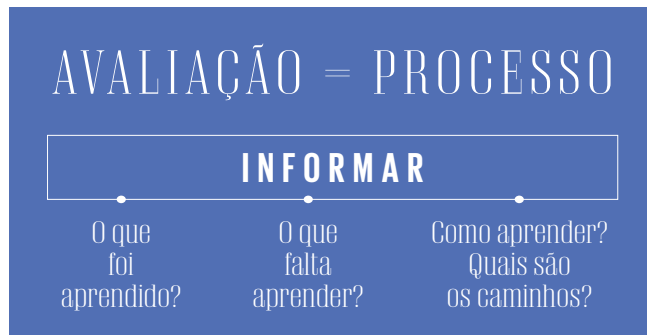 AVALIAÇÃO = PROCESSO
INFORMAR
O que
foi
aprendido?
O que
falta
aprender?
Como aprender?
Quais são
os caminhos?